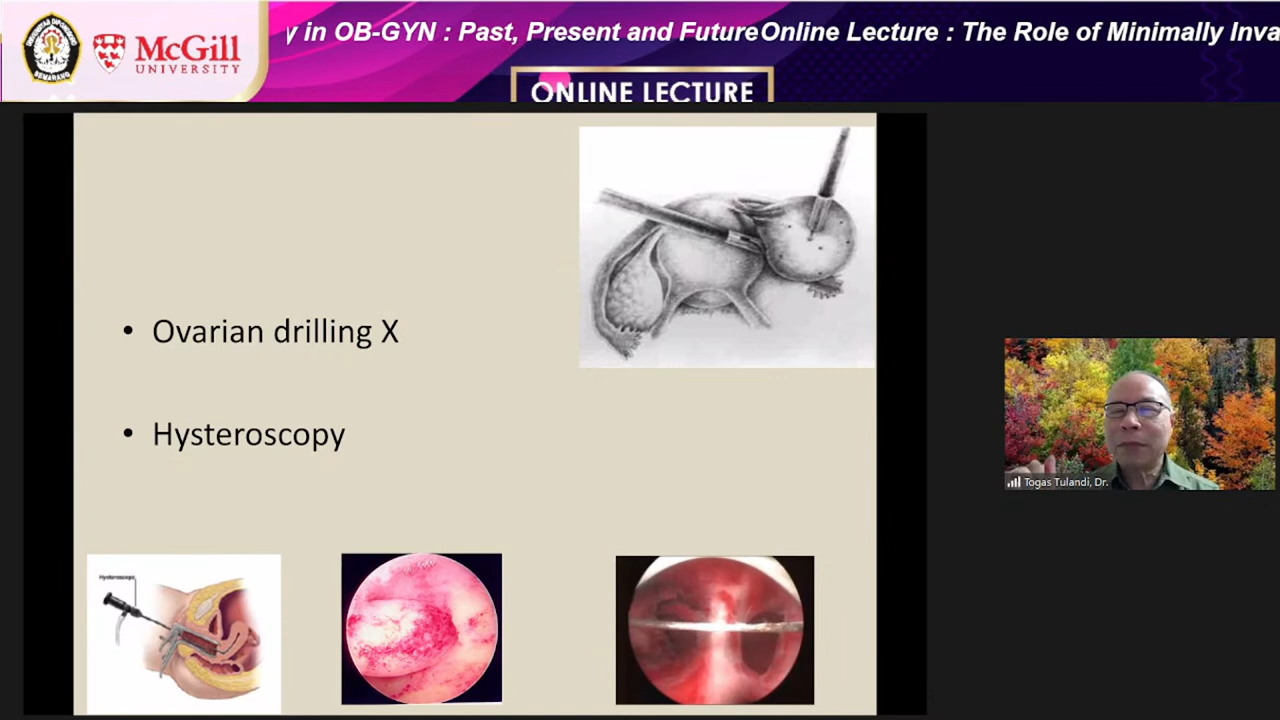 McGill
UNIVERSITY
y in OB-GYN : Past, Present and FutureOnline Lecture : The Role of Minimally Inva
ONLINE LECTURE
• Ovarian drilling X
• Hysteroscopy
Togas Tulandi, Dr.